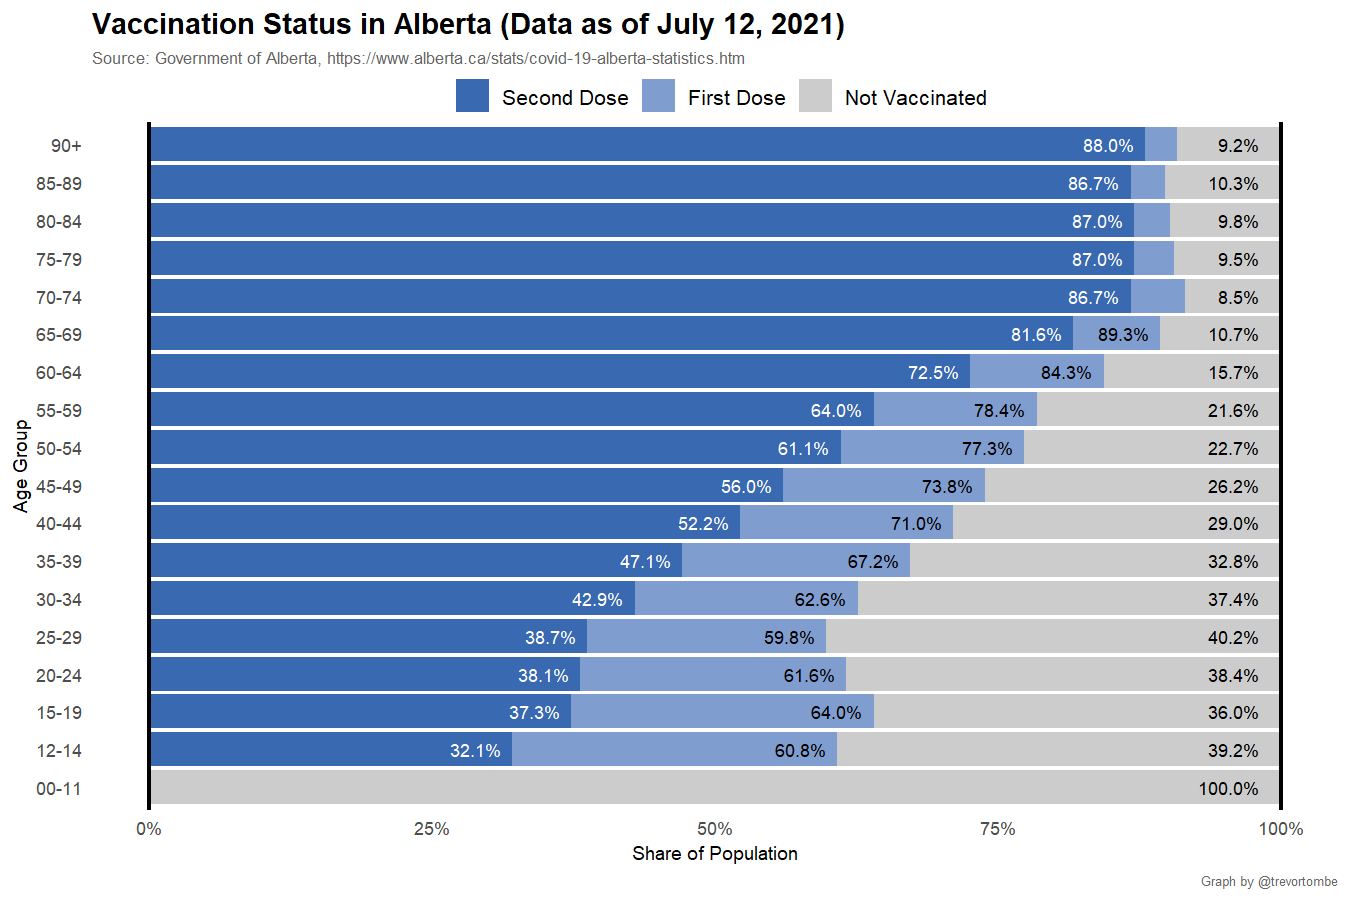 Vaccination Status in Alberta (Data as of July 12, 2021)
Source: Government of Alberta, https://www.alberta.ca/stats/covid-19-alberta-statistics.htm
Second Dose First Dose Not Vaccinated
90+ 88.0% 9.2%
85-89 86.7% 10.3%
80-84 87.0% 9.8%
75-79 87.0% 9.5%
70-74 86.7% 8.5%
65-69 81.6% 89.3% 10.7%
60-64 72.5% 84.3% 15.7%
55-59 64.0% 78.4% 21.6%
50-54 61.1% 77.3% 22.7%
Age Group
45-49 56.0% 73.8% 26.2%
40-44 52.2% 71.0% 29.0%
35-39 47.1% 67.2% 32.8%
30-34 42.9% 62.6% 37.4%
25-29 38.7% 59.8% 40.2%
20-24 38.1% 61.6% 38.4%
15-19 37.3% 64.0% 36.0%
12-14 32.1% 60.8% 39.2%
00-11 100.0%
0% 25% 50% 75% 100%
Share of Population
Graph by @trevortombe